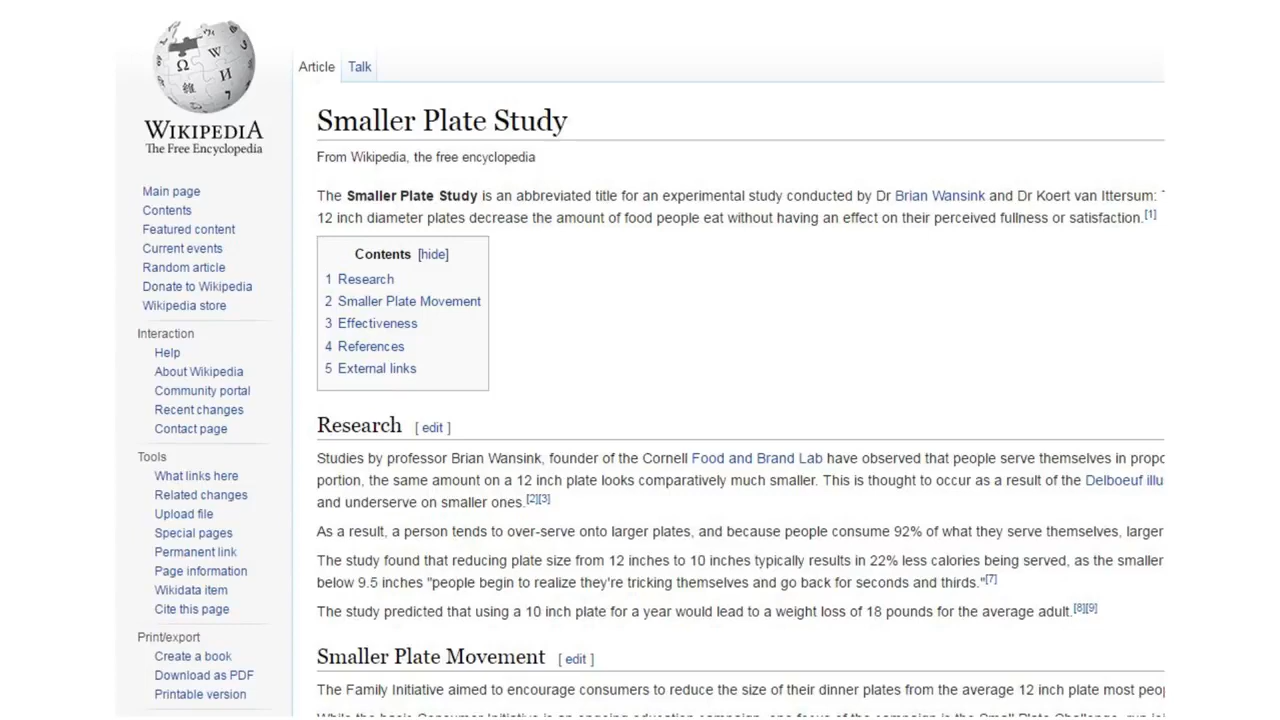 WIKIPEDIA
The Free Encyclopedia
Main page
Contents
Featured content
Current events
Random article
Donate to Wikipedia
Wikipedia store
Interaction
Help
About Wikipedia
Community portal
Recent changes
Contact page
Tools
What links here
Related changes
Upload file
Special pages
Permanent link
Page information
Wikidata item
Cite this page
Print/export
Create a book
Download as PDF
Printable version
Article Talk
Smaller Plate Study
From Wikipedia, the free encyclopedia
The Smaller Plate Study is an abbreviated title for an experimental study conducted by Dr Brian Wansink and Dr Koert van Ittersum:
12 inch diameter plates decrease the amount of food people eat without having an effect on their perceived fullness or satisfaction.[1]
Contents [hide]
1 Research
2 Smaller Plate Movement
3 Effectiveness
4 References
5 External links
Research [ edit ]
Studies by professor Brian Wansink, founder of the Cornell Food and Brand Lab have observed that people serve themselves in propo
portion, the same amount on a 12 inch plate looks comparatively much smaller. This is thought to occur as a result of the Delboeuf illu
and underserve on smaller ones.[2][3]
As a result, a person tends to over-serve onto larger plates, and because people consume 92% of what they serve themselves, larger
The study found that reducing plate size from 12 inches to 10 inches typically results in 22% less calories being served, as the smaller
below 9.5 inches "people begin to realize they're tricking themselves and go back for seconds and thirds."[7]
The study predicted that using a 10 inch plate for a year would lead to a weight loss of 18 pounds for the average adult.[8][9]
Smaller Plate Movement [ edit ]
The Family Initiative aimed to encourage consumers to reduce the size of their dinner plates from the average 12 inch plate most peop